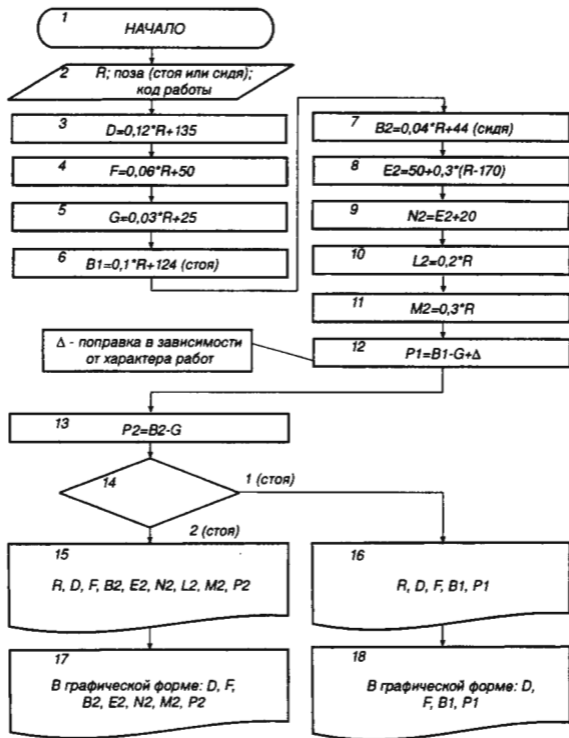 1
НАЧАЛО
2
R; поза (стоя или сидя);
код работы
3
D=0,12*R+135
4
F=0,06*R+50
5
G=0,03*R+25
6
B1=0,1*R+124 (стоя)
7
B2=0,04*R+44 (сидя)
8
E2=50+0,3*(R-170)
9
N2=E2+20
10
L2=0,2*R
11
M2=0,3*R
12
P1=B1-G+Δ
Δ - поправка в зависимости
от характера работ
13
P2=B2-G
14
1 (стоя)
2 (стоя)
15
R, D, F, B2, E2, N2, L2, M2, P2
16
R, D, F, B1, P1
17
В графической форме: D, F,
B2, E2, N2, M2, P2
18
В графической форме: D,
F, B1, P1